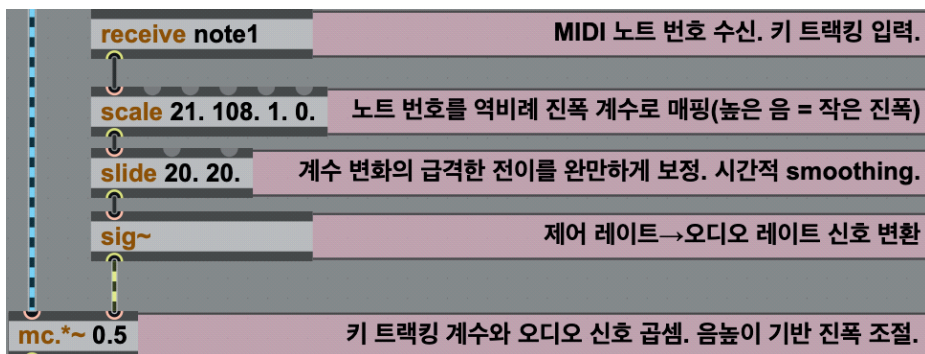 receive note1
MIDI 노트 번호 수신. 키 트랙킹 입력.
scale 21. 108. 1. 0.
노트 번호를 역비례 진폭 계수로 매핑(높은 음 = 작은 진폭)
slide 20. 20.
계수 변화의 급격한 전이를 완만하게 보정. 시간적 smoothing.
sig~
제어 레이트→오디오 레이트 신호 변환
mc.*~ 0.5
키 트랙킹 계수와 오디오 신호 곱셈. 음높이 기반 진폭 조절.